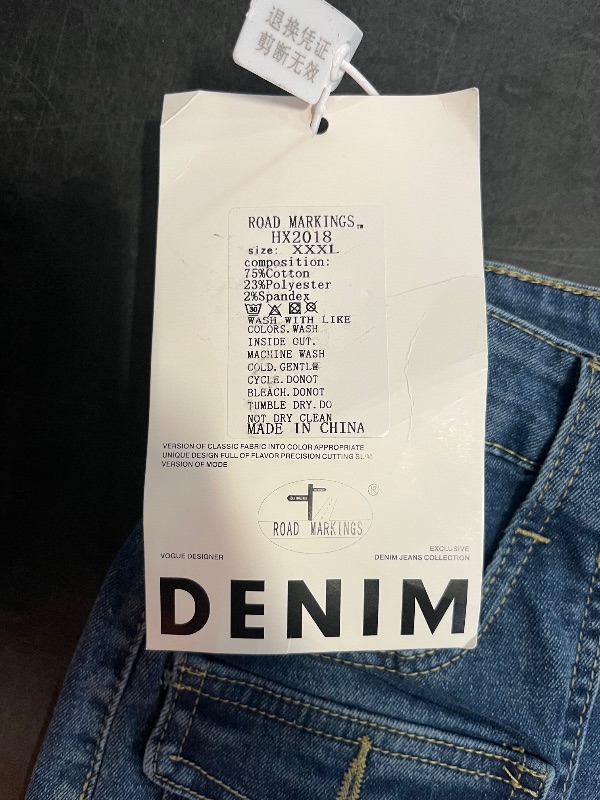 退换凭证
剪断无效
ROAD MARKINGS™
HX2018
size: XXXL
composition:
75%Cotton
23%Polyester
2%Spandex
30
WASH WITH LIKE
COLORS.WASH
INSIDE OUT.
MACHINE WASH
COLD.GENTLE
CYCLE.DONOT
BLEACH.DONOT
TUMBLE DRY.DO
NOT DRY CLEAN
MADE IN CHINA
VERSION OF CLASSIC FABRIC INTO COLOR APPROPRIATE
UNIQUE DESIGN FULL OF FLAVOR PRECISION CUTTING SLIM
VERSION OF MODE
®
ROAD MARKINGS
VOGUE DESIGNER
EXCLUSIVE
DENIM JEANS COLLECTION
DENIM